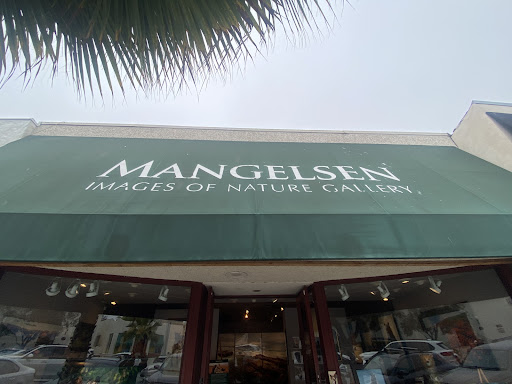 MANGELSEN
IMAGES OF NATURE GALLERY